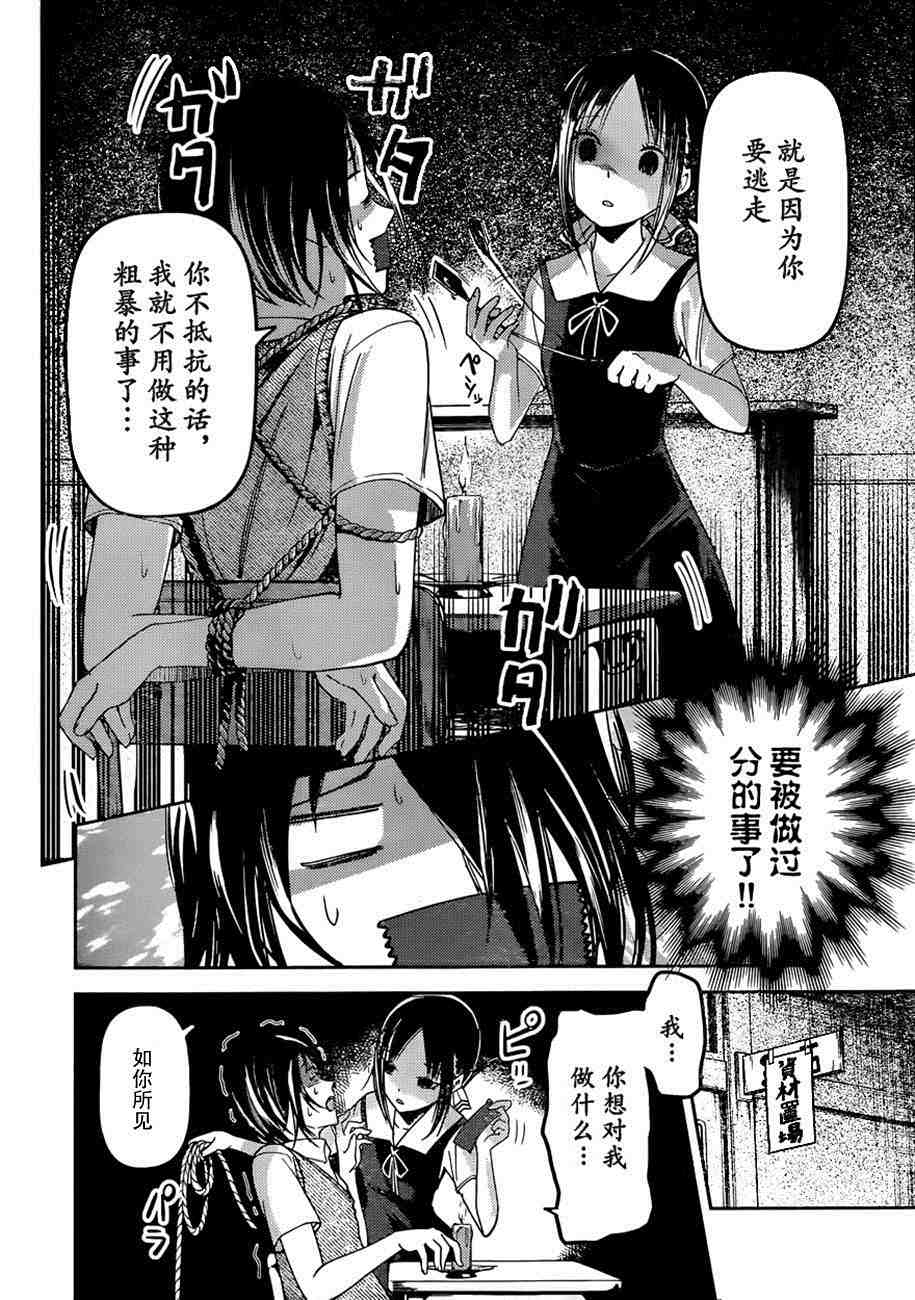 就是因为你
要逃走
ガタ
ガタ
ペンッ
你不抵抗的话,
我就不用做这种
粗暴的事了…
ガタ
要被做过
分的事了!!
資材置場
我…
你想对我
做什么…
ピッ
如你所见
パラ